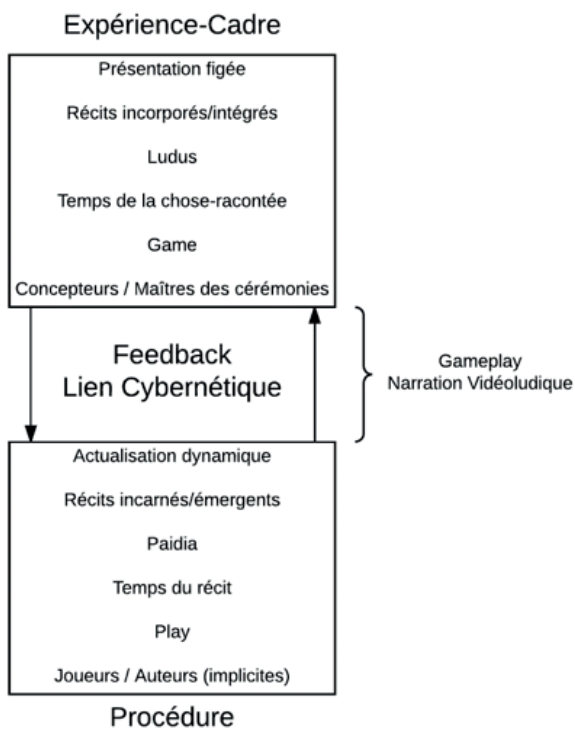 Expérience-Cadre
Présentation figée
Récits incorporés/intégrés
Ludus
Temps de la chose-racontée
Game
Concepteurs / Maîtres des cérémonies
Feedback
Lien Cybernétique
Gameplay
Narration Vidéoludique
Actualisation dynamique
Récits incarnés/émergents
Paidia
Temps du récit
Play
Joueurs / Auteurs (implicites)
Procédure